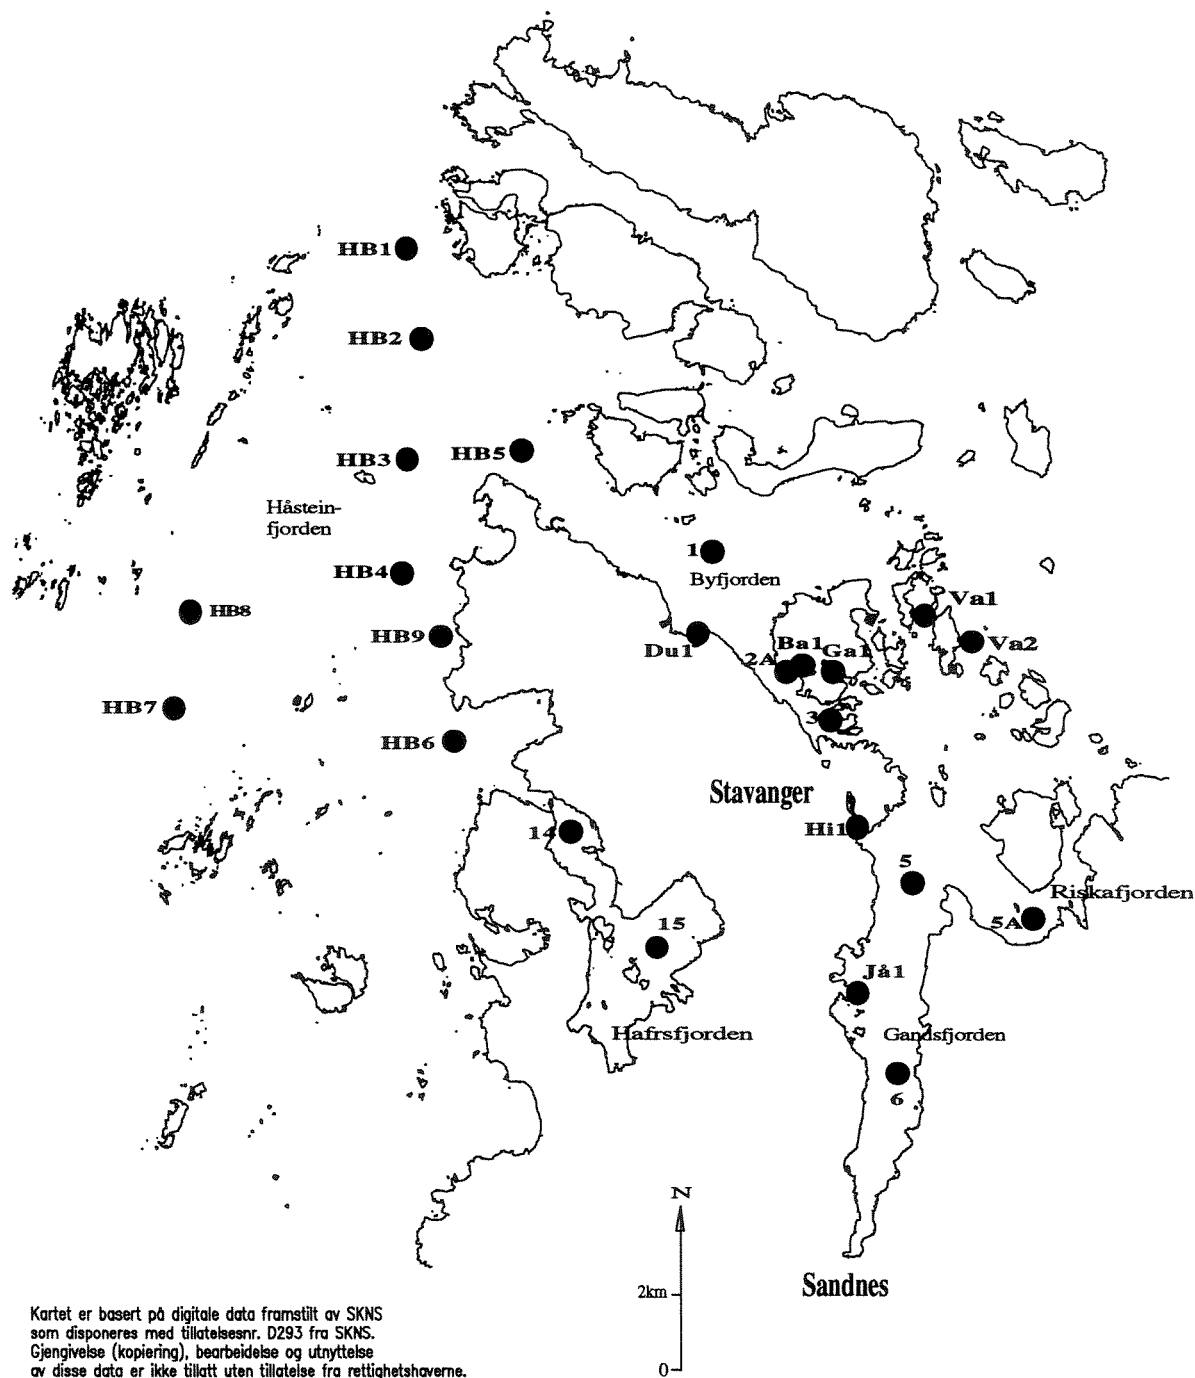 HB1
HB2
HB3
HB5
Håstein-
fjorden
1
Byfjorden
HB4
HB8
Va1
HB9
Du1
Ba1
Ga1
2A
Va2
HB7
3
HB6
Stavanger
14
Hi1
5
Riskafjorden
15
5A
Jå1
Hafrsfjorden
Gandsfjorden
6
N
2km
Sandnes
0
Kartet er basert på digitale data framstilt av SKNS
som disponeres med tillatelsesnr. D293 fra SKNS.
Gjengivelse (kopiering), bearbeidelse og utnyttelse
av disse data er ikke tillatt uten tillatelse fra rettighetshaverne.